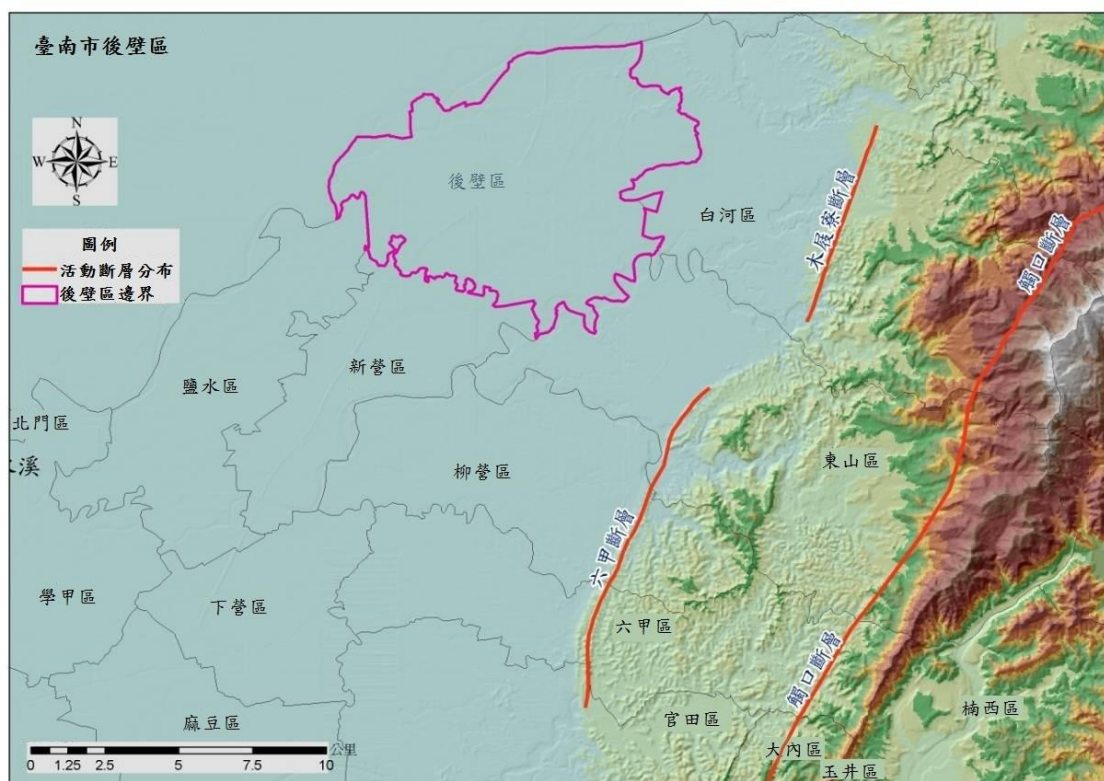 臺南市後壁區
N
W
E
S
圖例
活動斷層分布
後壁區邊界
後壁區
白河區
木屐寮斷層
觸口斷層
新營區
鹽水區
北門區
溪
柳營區
東山區
六甲斷層
學甲區
下營區
六甲區
觸口斷層
麻豆區
官田區
楠西區
大內區
玉井區
0 1.25 2.5 5 7.5 10 公里